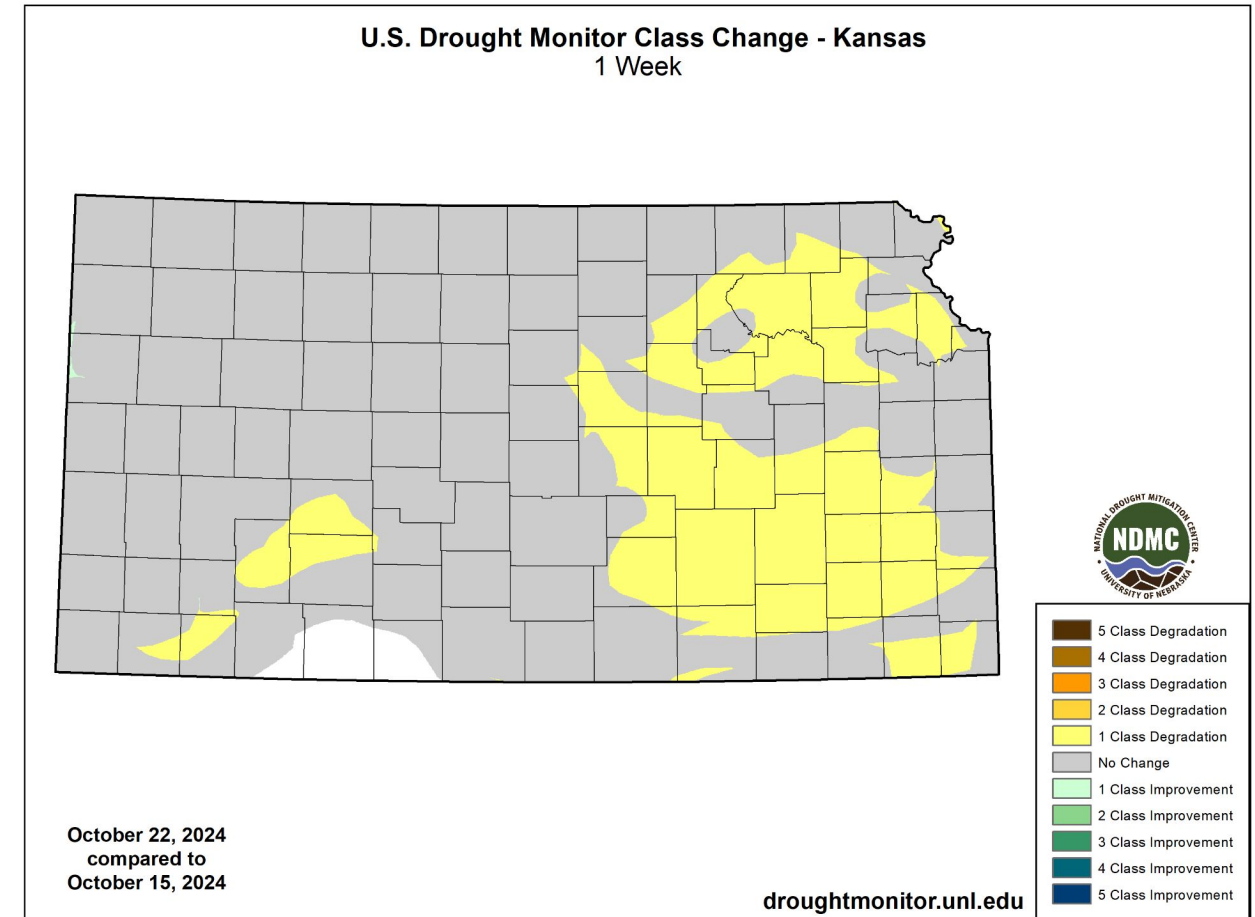 U.S. Drought Monitor Class Change - Kansas
1 Week
NATIONAL DROUGHT MITIGATION CENTER
NDMC
UNIVERSITY OF NEBRASKA
5 Class Degradation
4 Class Degradation
3 Class Degradation
2 Class Degradation
1 Class Degradation
No Change
1 Class Improvement
2 Class Improvement
3 Class Improvement
4 Class Improvement
5 Class Improvement
October 22, 2024
compared to
October 15, 2024
droughtmonitor.unl.edu